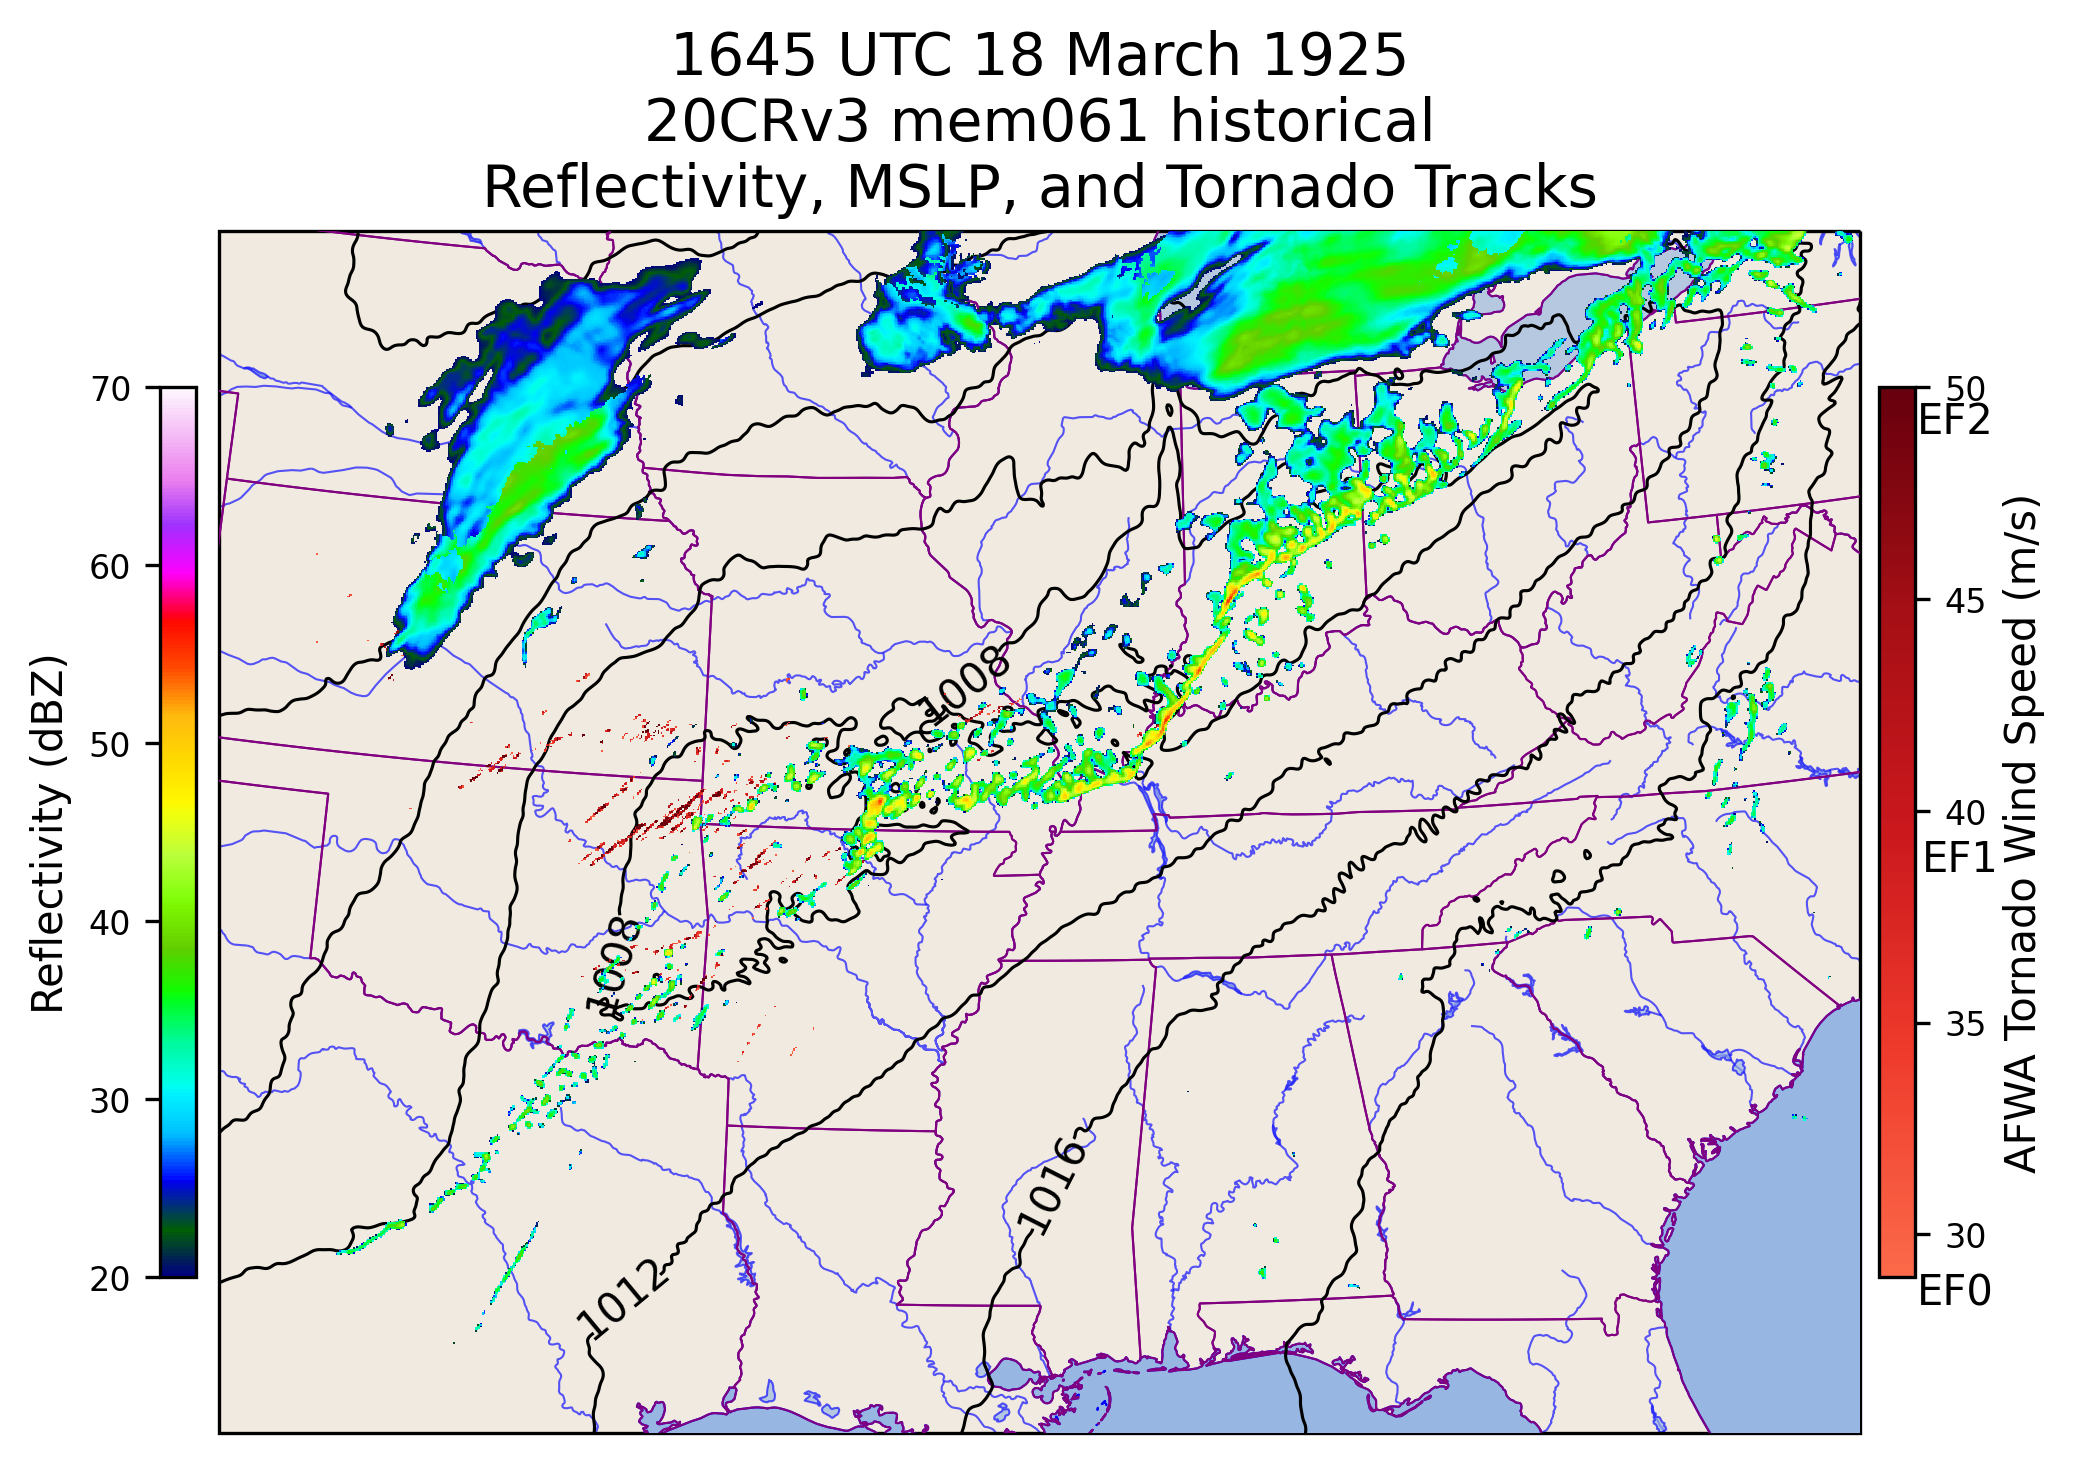 1645 UTC 18 March 1925
20CRv3 mem061 historical
Reflectivity, MSLP, and Tornado Tracks
70
60
50
40
30
20
Reflectivity (dBZ)
1008
1008
1012
1016
50
EF2
45
40
EF1
35
30
EF0
AFWA Tornado Wind Speed (m/s)